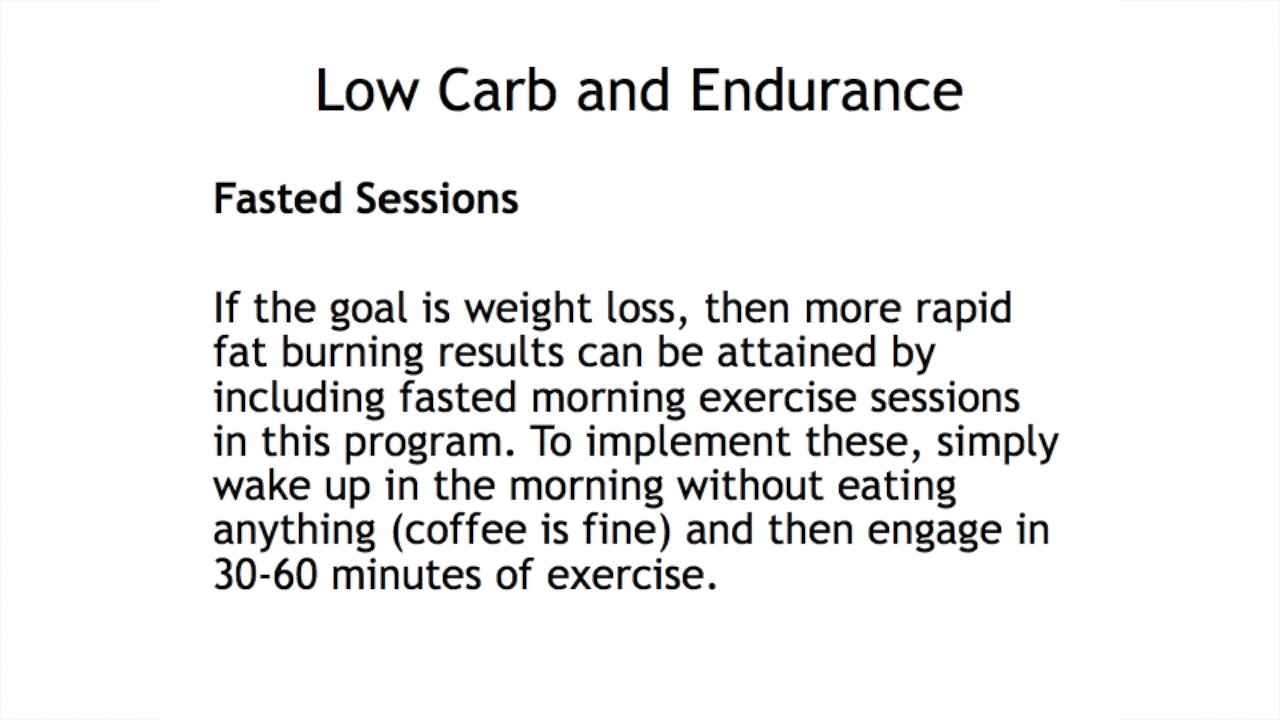 Low Carb and Endurance
Fasted Sessions
If the goal is weight loss, then more rapid
fat burning results can be attained by
including fasted morning exercise sessions
in this program. To implement these, simply
wake up in the morning without eating
anything (coffee is fine) and then engage in
30-60 minutes of exercise.